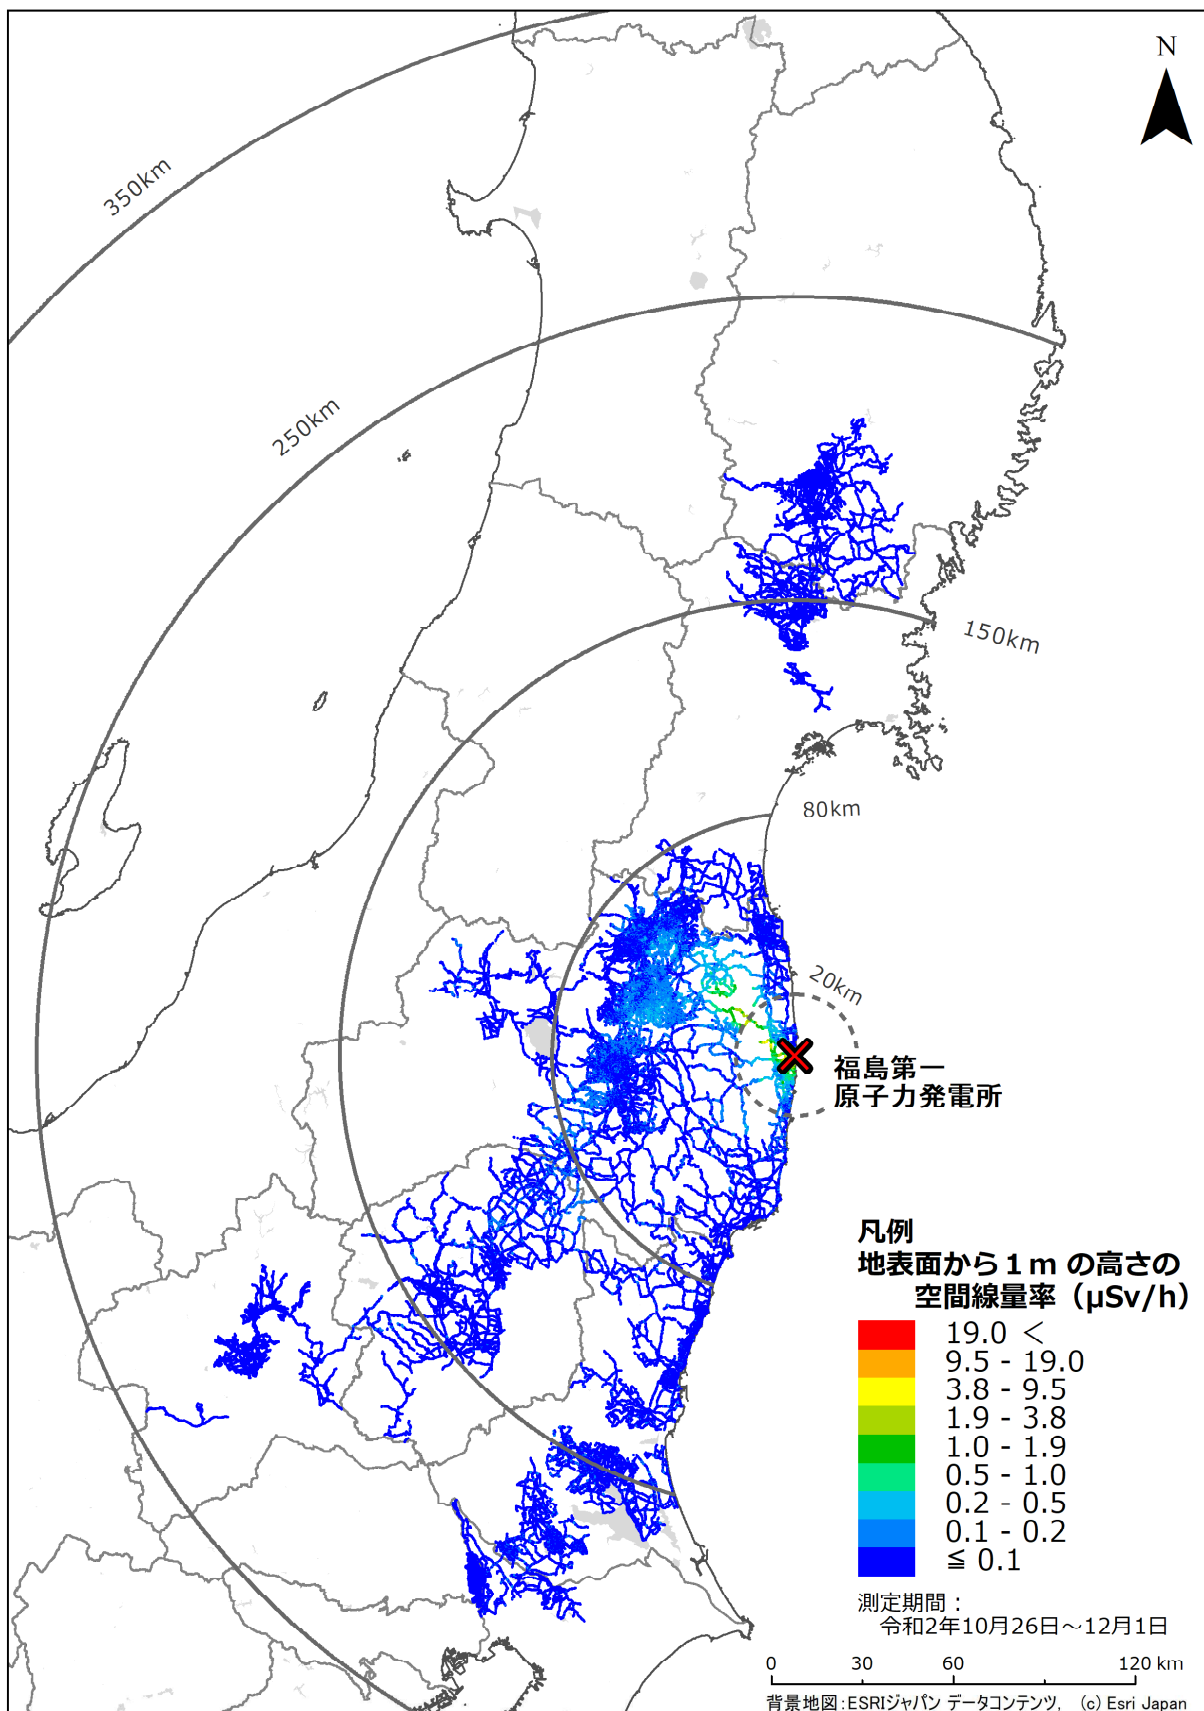 N
350km
250km
150km
80km
20km
福島第一
原子力発電所
凡例
地表面から1mの高さの
空間線量率（μSv/h）
19.0 <
9.5 - 19.0
3.8 - 9.5
1.9 - 3.8
1.0 - 1.9
0.5 - 1.0
0.2 - 0.5
0.1 - 0.2
≦ 0.1
測定期間：
令和2年10月26日～12月1日
0 30 60 120 km
背景地図:ESRIジャパン データコンテンツ, (c) Esri Japan